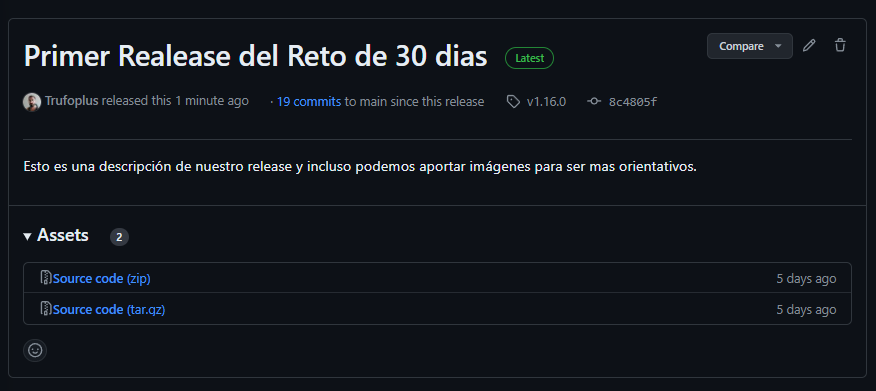 Primer Realease del Reto de 30 dias Latest Compare
Trufoplus released this 1 minute ago · 19 commits to main since this release v1.16.0 8c4805f
Esto es una descripción de nuestro release y incluso podemos aportar imágenes para ser mas orientativos.
Assets 2
Source code (zip) 5 days ago
Source code (tar.gz) 5 days ago